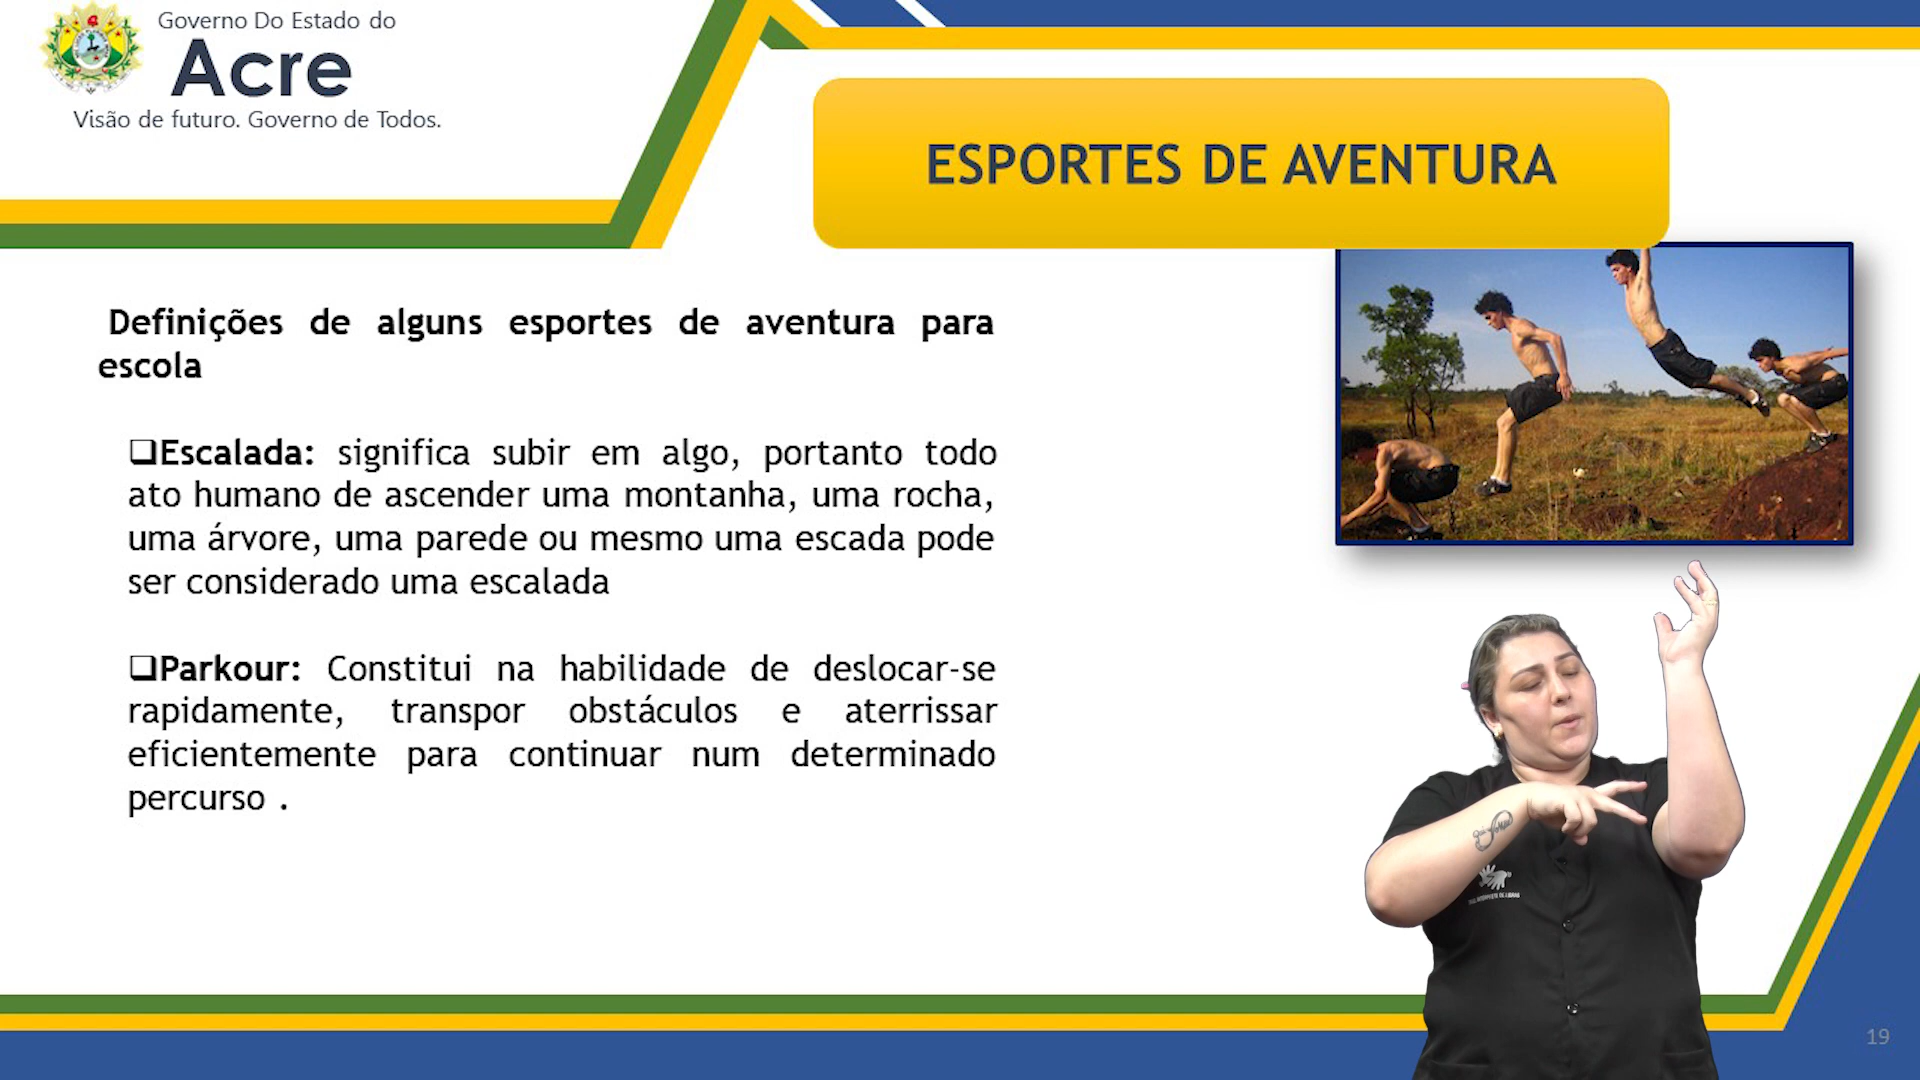 Governo Do Estado do
Acre
Visão de futuro. Governo de Todos.
ESPORTES DE AVENTURA
Definições de alguns esportes de aventura para
escola
❑Escalada: significa subir em algo, portanto todo
ato humano de ascender uma montanha, uma rocha,
uma árvore, uma parede ou mesmo uma escada pode
ser considerado uma escalada
❑Parkour: Constitui na habilidade de deslocar-se
rapidamente, transpor obstáculos e aterrissar
eficientemente para continuar num determinado
percurso .
19